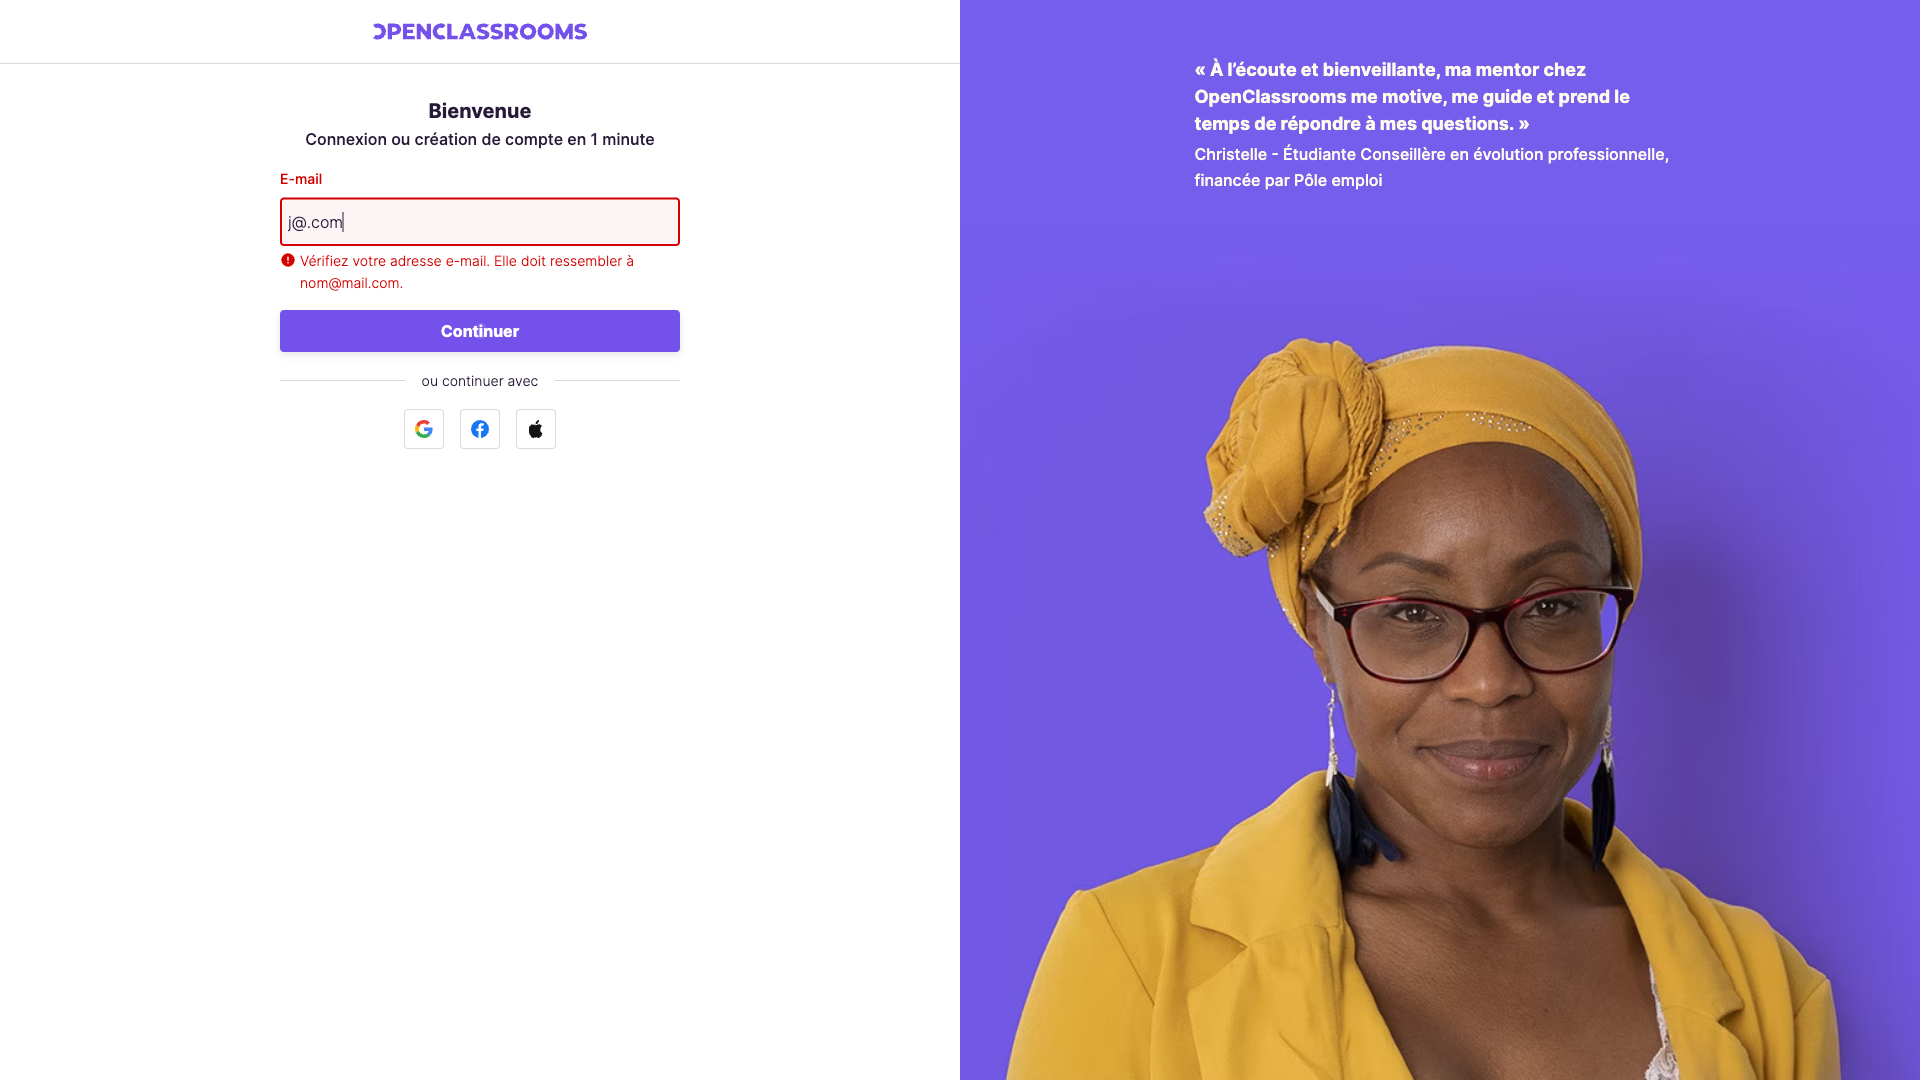 OPENCLASSROOMS
Bienvenue
Connexion ou création de compte en 1 minute
E-mail
j@.com
Vérifiez votre adresse e-mail. Elle doit ressembler à
nom@mail.com.
Continuer
ou continuer avec
« À l’écoute et bienveillante, ma mentor chez
OpenClassrooms me motive, me guide et prend le
temps de répondre à mes questions. »
Christelle - Étudiante Conseillère en évolution professionnelle,
financée par Pôle emploi